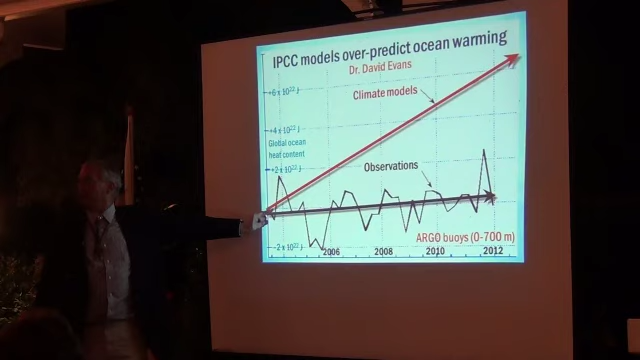 IPCC models over-predict ocean warming
Dr. David Evans
+6 x 10²² J
Climate models
+4 x 10²² J
Global ocean
heat content
+2 x 10²² J
Observations
ARGO buoys (0-700 m)
-2 x 10²² J
2006 2008 2010 2012